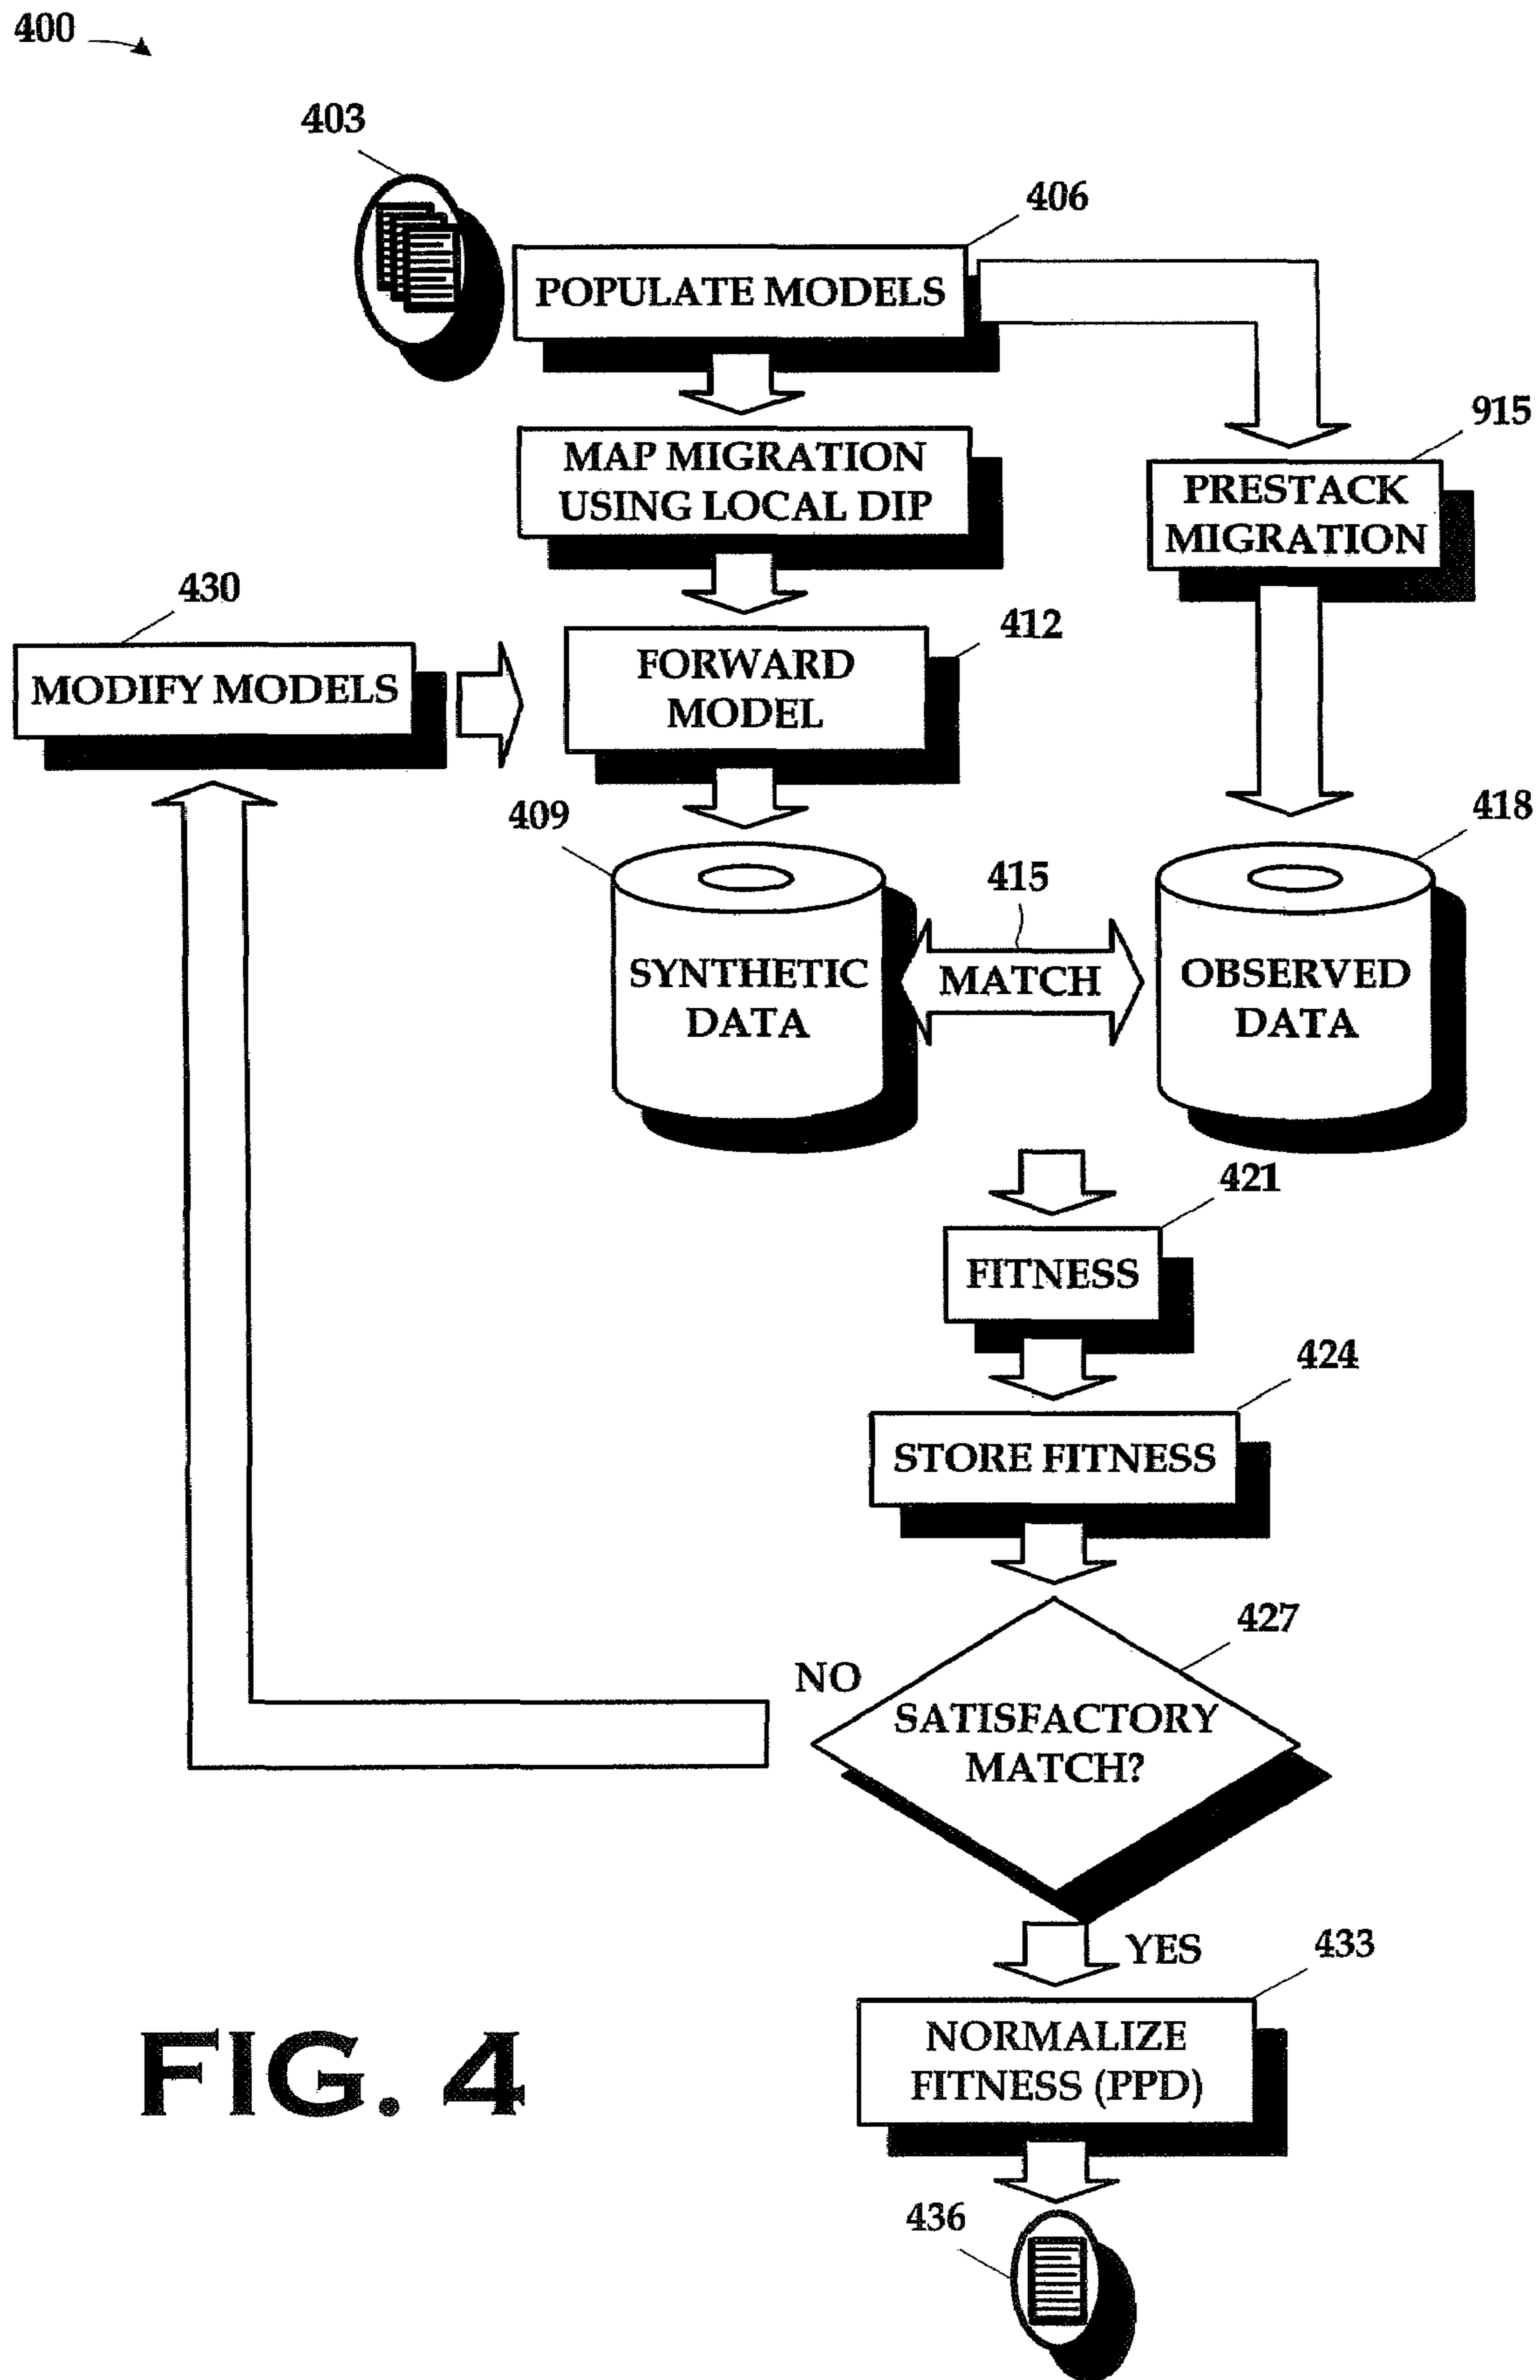 400
403
406
POPULATE MODELS
915
MAP MIGRATION
USING LOCAL DIP
PRESTACK
MIGRATION
430
412
MODIFY MODELS
FORWARD
MODEL
409
418
415
SYNTHETIC
DATA
MATCH
OBSERVED
DATA
421
FITNESS
424
STORE FITNESS
427
NO
SATISFACTORY
MATCH?
YES
433
NORMALIZE
FITNESS (PPD)
FIG. 4
436